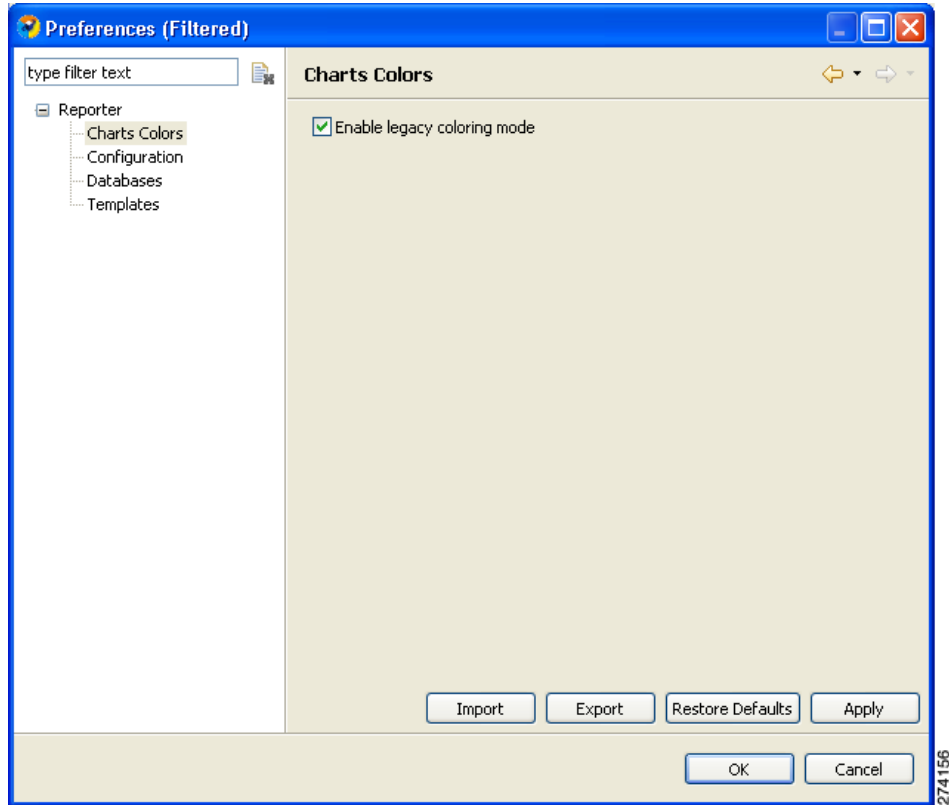 Preferences (Filtered)
type filter text
Charts Colors
Reporter
Charts Colors
Configuration
Databases
Templates
Enable legacy coloring mode
Import
Export
Restore Defaults
Apply
OK
Cancel
274156